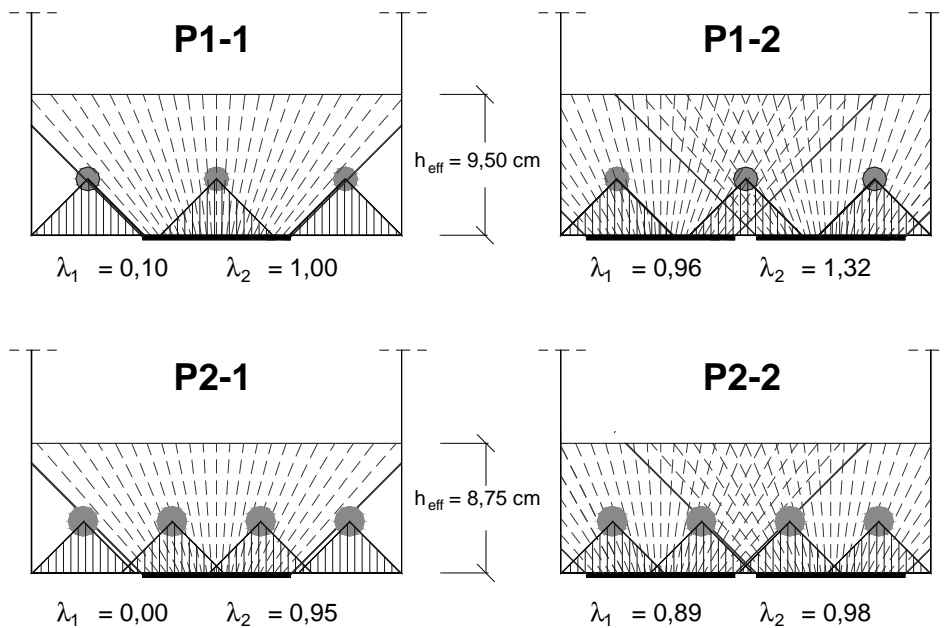 P1-1
P1-2
h_eff = 9,50 cm
λ₁ = 0,10 λ₂ = 1,00
λ₁ = 0,96 λ₂ = 1,32
P2-1
P2-2
h_eff = 8,75 cm
λ₁ = 0,00 λ₂ = 0,95
λ₁ = 0,89 λ₂ = 0,98